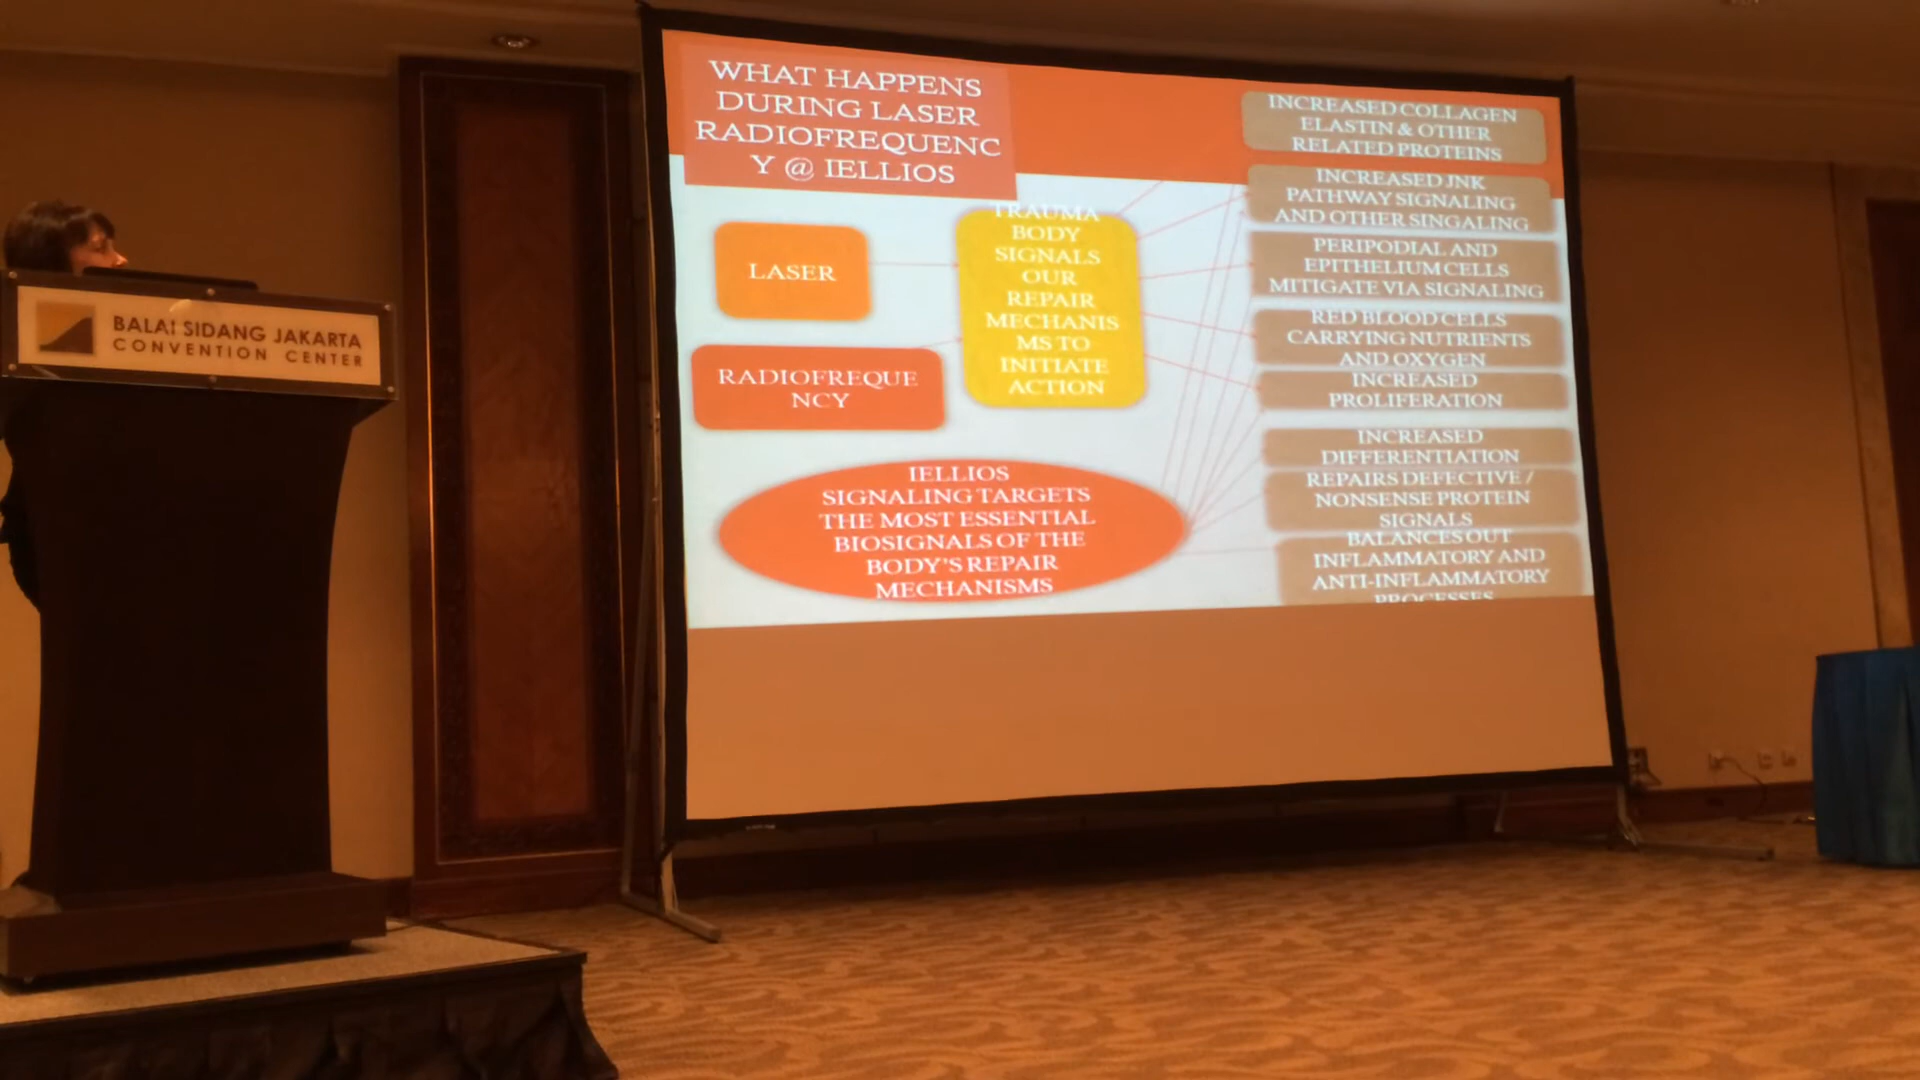 WHAT HAPPENS
DURING LASER
RADIOFREQUENC
Y @ IELLIOS
LASER
RADIOFREQUE
NCY
TRAUMA
BODY
SIGNALS
OUR
REPAIR
MECHANIS
MS TO
INITIATE
ACTION
IELLIOS
SIGNALING TARGETS
THE MOST ESSENTIAL
BIOSIGNALS OF THE
BODY'S REPAIR
MECHANISMS
INCREASED COLLAGEN
ELASTIN & OTHER
RELATED PROTEINS
INCREASED JNK
PATHWAY SIGNALING
AND OTHER SINGALING
PERIPODIAL AND
EPITHELIUM CELLS
MITIGATE VIA SIGNALING
RED BLOOD CELLS
CARRYING NUTRIENTS
AND OXYGEN
INCREASED
PROLIFERATION
INCREASED
DIFFERENTIATION
REPAIRS DEFECTIVE /
NONSENSE PROTEIN
SIGNALS
BALANCES OUT
INFLAMMATORY AND
ANTI-INFLAMMATORY
PROCESSES
BALAI SIDANG JAKARTA
CONVENTION CENTER